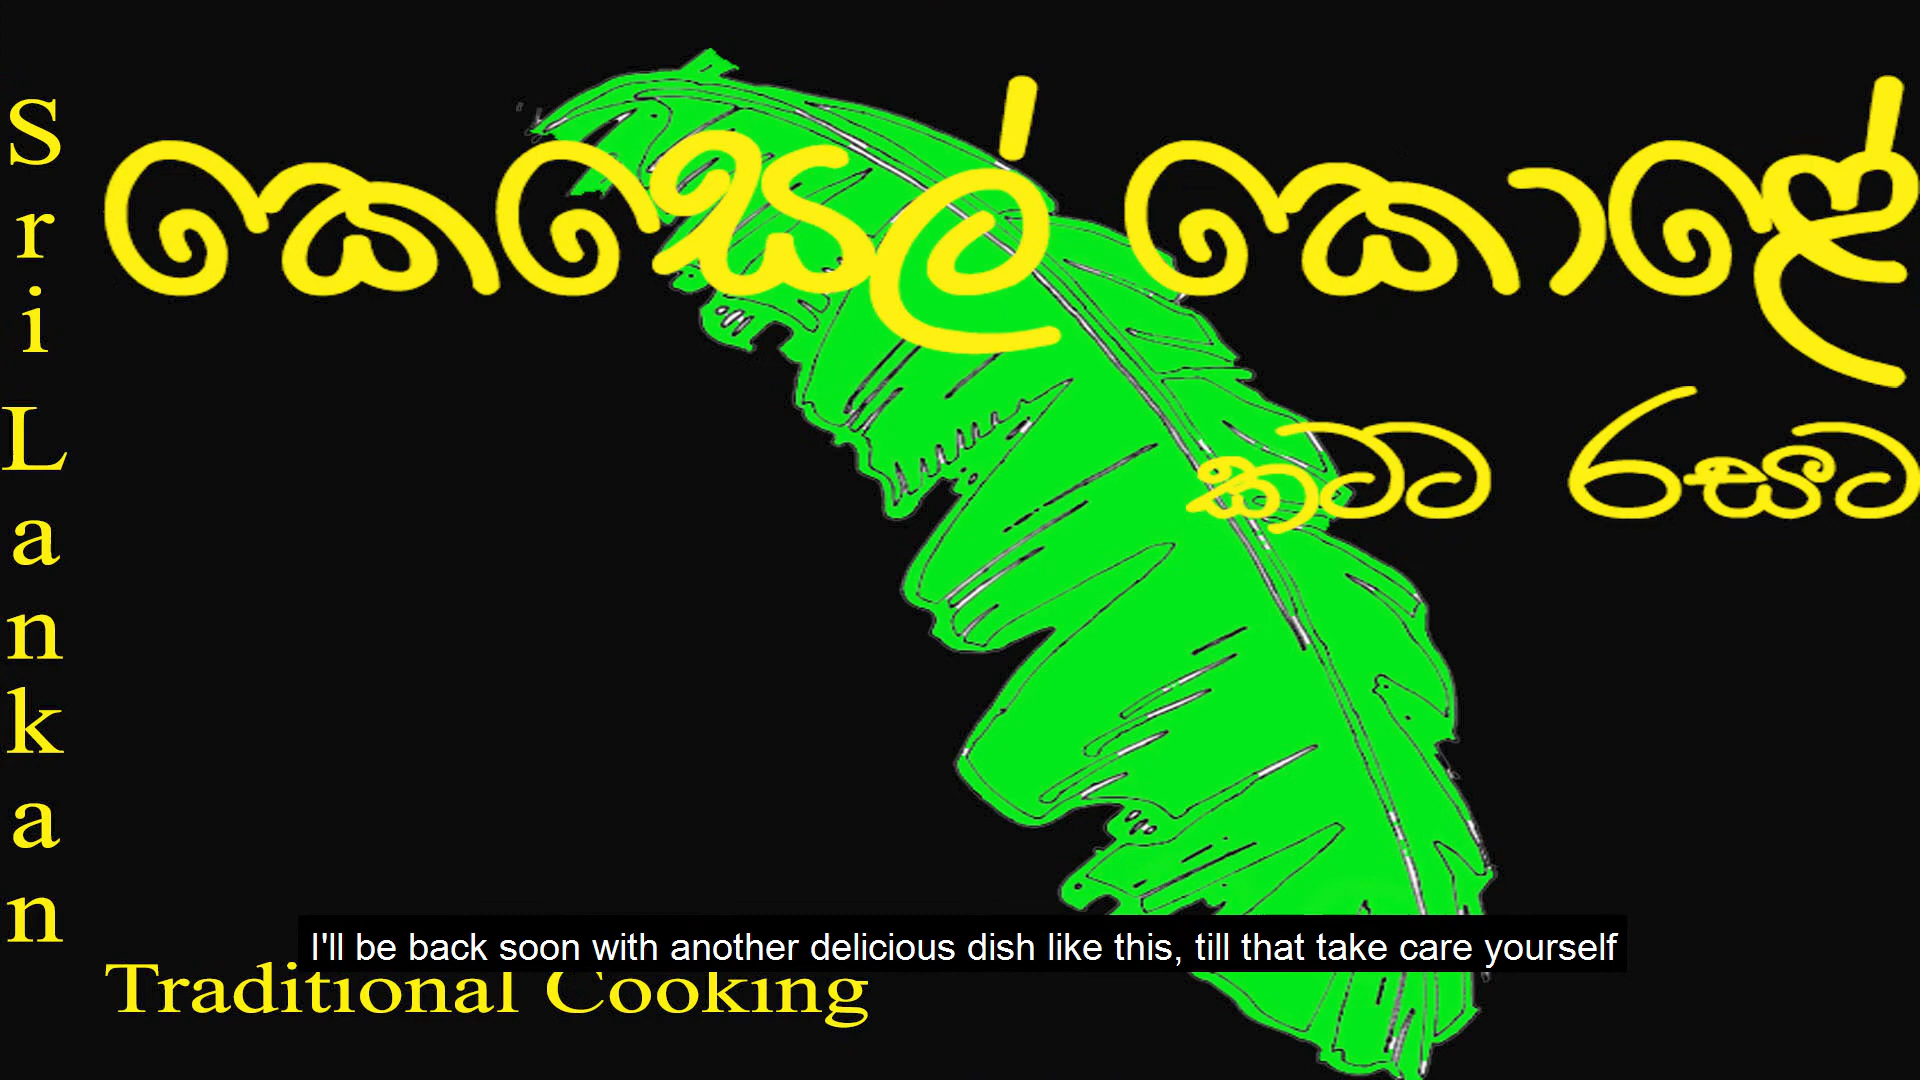 Sri Lankan
කෙසෙල් කොළේ
කටට රසට
I'll be back soon with another delicious dish like this, till that take care yourself
Traditional Cooking